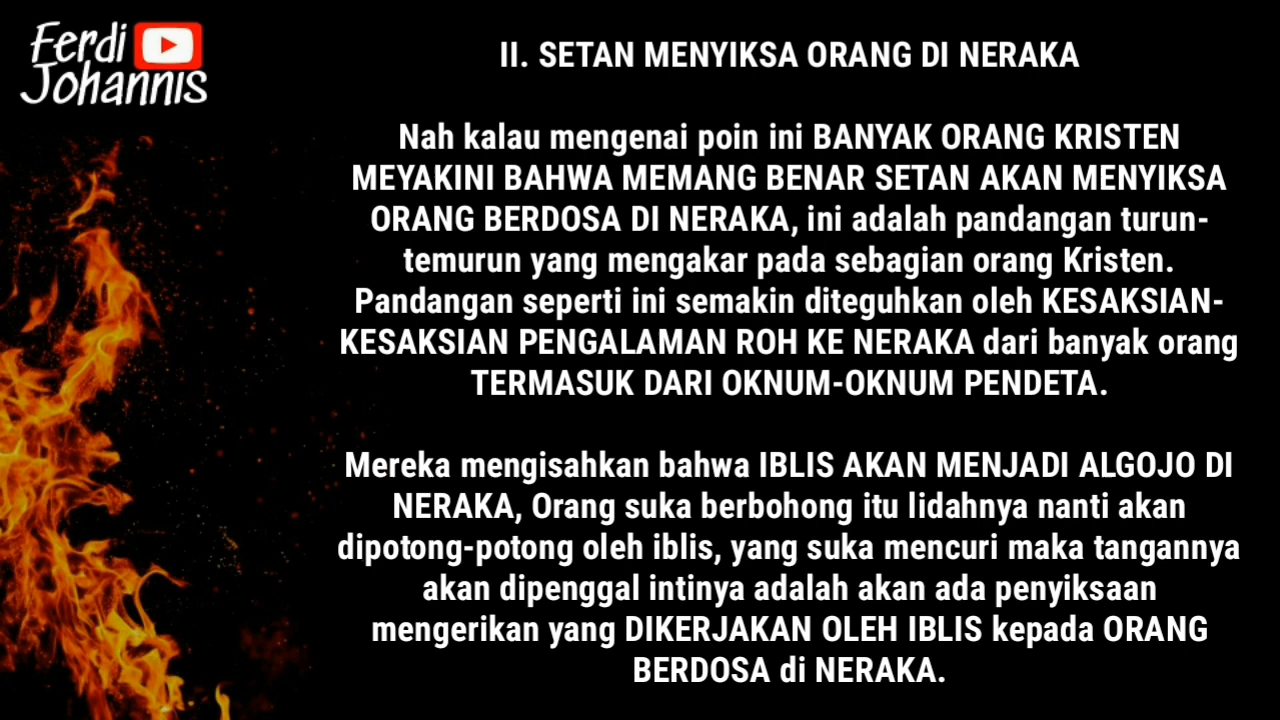 Ferdi
Johannis
II. SETAN MENYIKSA ORANG DI NERAKA
Nah kalau mengenai poin ini BANYAK ORANG KRISTEN
MEYAKINI BAHWA MEMANG BENAR SETAN AKAN MENYIKSA
ORANG BERDOSA DI NERAKA, ini adalah pandangan turun-
temurun yang mengakar pada sebagian orang Kristen.
Pandangan seperti ini semakin diteguhkan oleh KESAKSIAN-
KESAKSIAN PENGALAMAN ROH KE NERAKA dari banyak orang
TERMASUK DARI OKNUM-OKNUM PENDETA.
Mereka mengisahkan bahwa IBLIS AKAN MENJADI ALGOJO DI
NERAKA, Orang suka berbohong itu lidahnya nanti akan
dipotong-potong oleh iblis, yang suka mencuri maka tangannya
akan dipenggal intinya adalah akan ada penyiksaan
mengerikan yang DIKERJAKAN OLEH IBLIS kepada ORANG
BERDOSA di NERAKA.